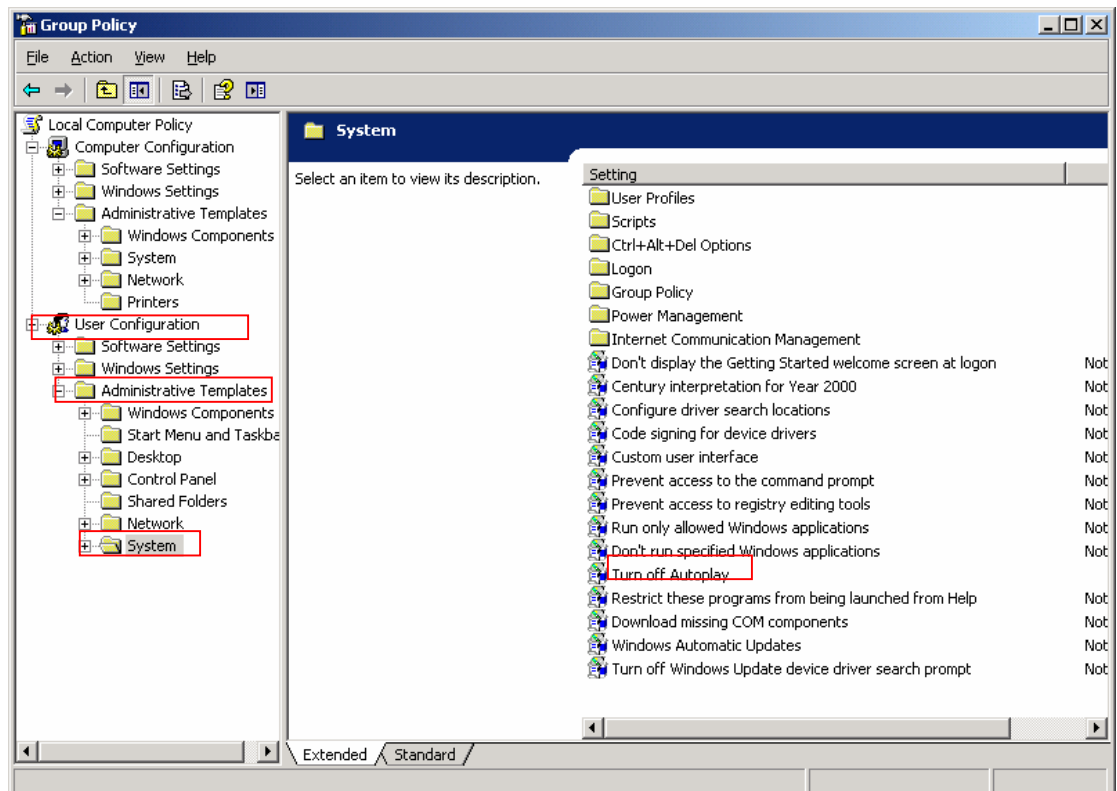 Group Policy
File Action View Help
Local Computer Policy
Computer Configuration
Software Settings
Windows Settings
Administrative Templates
Windows Components
System
Network
Printers
User Configuration
Software Settings
Windows Settings
Administrative Templates
Windows Components
Start Menu and Taskba
Desktop
Control Panel
Shared Folders
Network
System
System
Select an item to view its description.
Setting
User Profiles
Scripts
Ctrl+Alt+Del Options
Logon
Group Policy
Power Management
Internet Communication Management
Don't display the Getting Started welcome screen at logon Not
Century interpretation for Year 2000 Not
Configure driver search locations Not
Code signing for device drivers Not
Custom user interface Not
Prevent access to the command prompt Not
Prevent access to registry editing tools Not
Run only allowed Windows applications Not
Don't run specified Windows applications Not
Turn off Autoplay
Restrict these programs from being launched from Help Not
Download missing COM components Not
Windows Automatic Updates Not
Turn off Windows Update device driver search prompt Not
Extended Standard